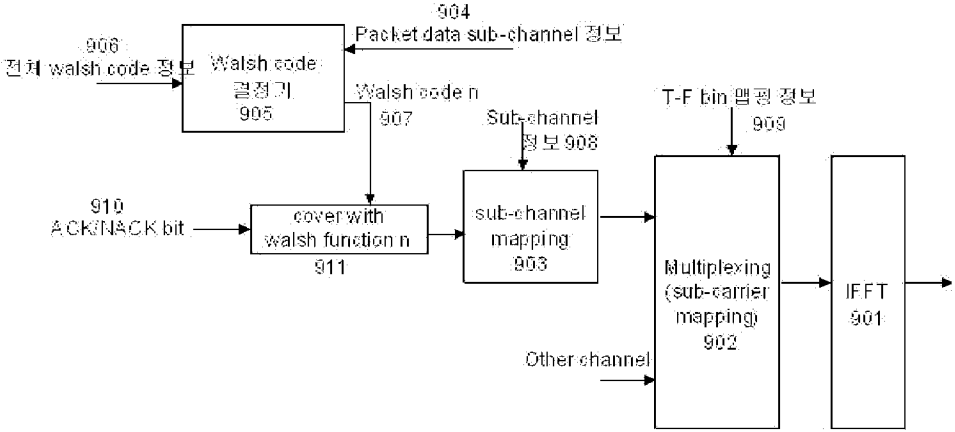 904
Packet data sub-channel 정보
906
전체 walsh code 정보
Walsh code
결정기
905
Walsh code n
907
T-F bin 맵핑 정보
909
Sub-channel
정보 908
910
ACK/NACK bit
cover with
walsh function n
911
sub-channel
mapping
903
Multiplexing
(sub-carrier
mapping)
902
IFFT
901
Other channel